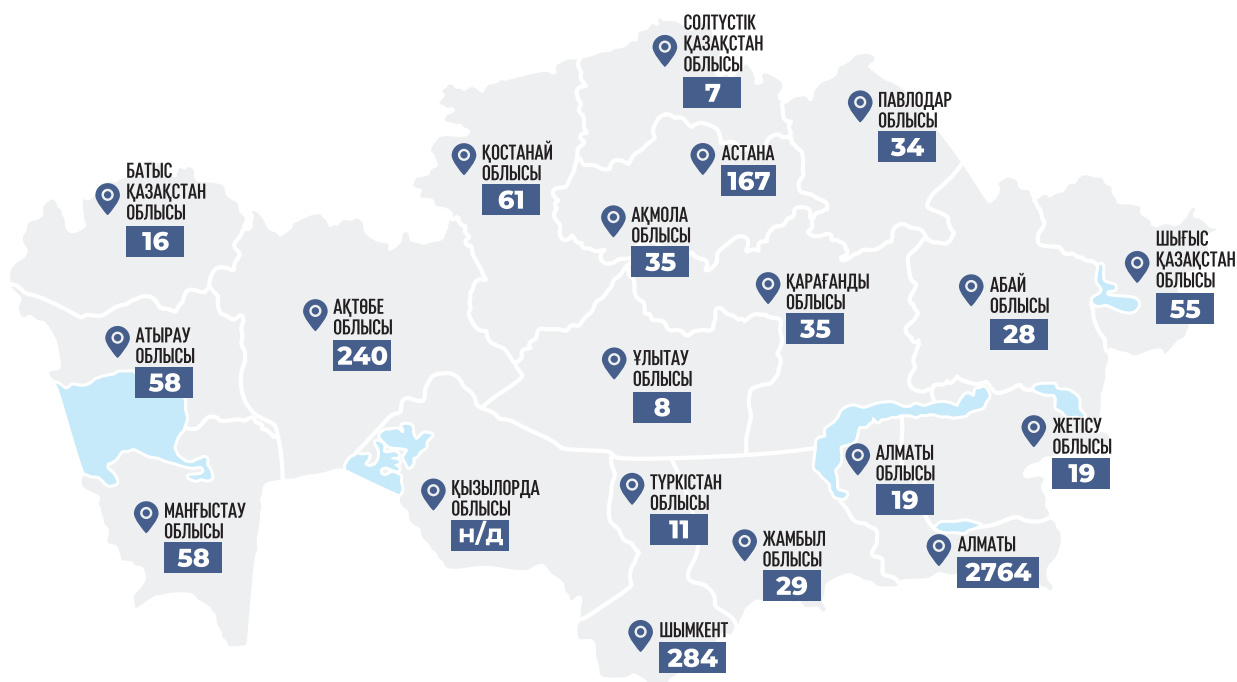 СОЛТҮСТІК
ҚАЗАҚСТАН
ОБЛЫСЫ
7
ПАВЛОДАР
ОБЛЫСЫ
34
ҚОСТАНАЙ
ОБЛЫСЫ
61
АСТАНА
167
БАТЫС
ҚАЗАҚСТАН
ОБЛЫСЫ
16
АҚМОЛА
ОБЛЫСЫ
35
ШЫҒЫС
ҚАЗАҚСТАН
ОБЛЫСЫ
55
ҚАРАҒАНДЫ
ОБЛЫСЫ
35
АБАЙ
ОБЛЫСЫ
28
АҚТӨБЕ
ОБЛЫСЫ
240
АТЫРАУ
ОБЛЫСЫ
58
ҰЛЫТАУ
ОБЛЫСЫ
8
ЖЕТІСУ
ОБЛЫСЫ
19
АЛМАТЫ
ОБЛЫСЫ
19
ТҮРКІСТАН
ОБЛЫСЫ
11
ҚЫЗЫЛОРДА
ОБЛЫСЫ
н/д
МАНҒЫСТАУ
ОБЛЫСЫ
58
ЖАМБЫЛ
ОБЛЫСЫ
29
АЛМАТЫ
2764
ШЫМКЕНТ
284